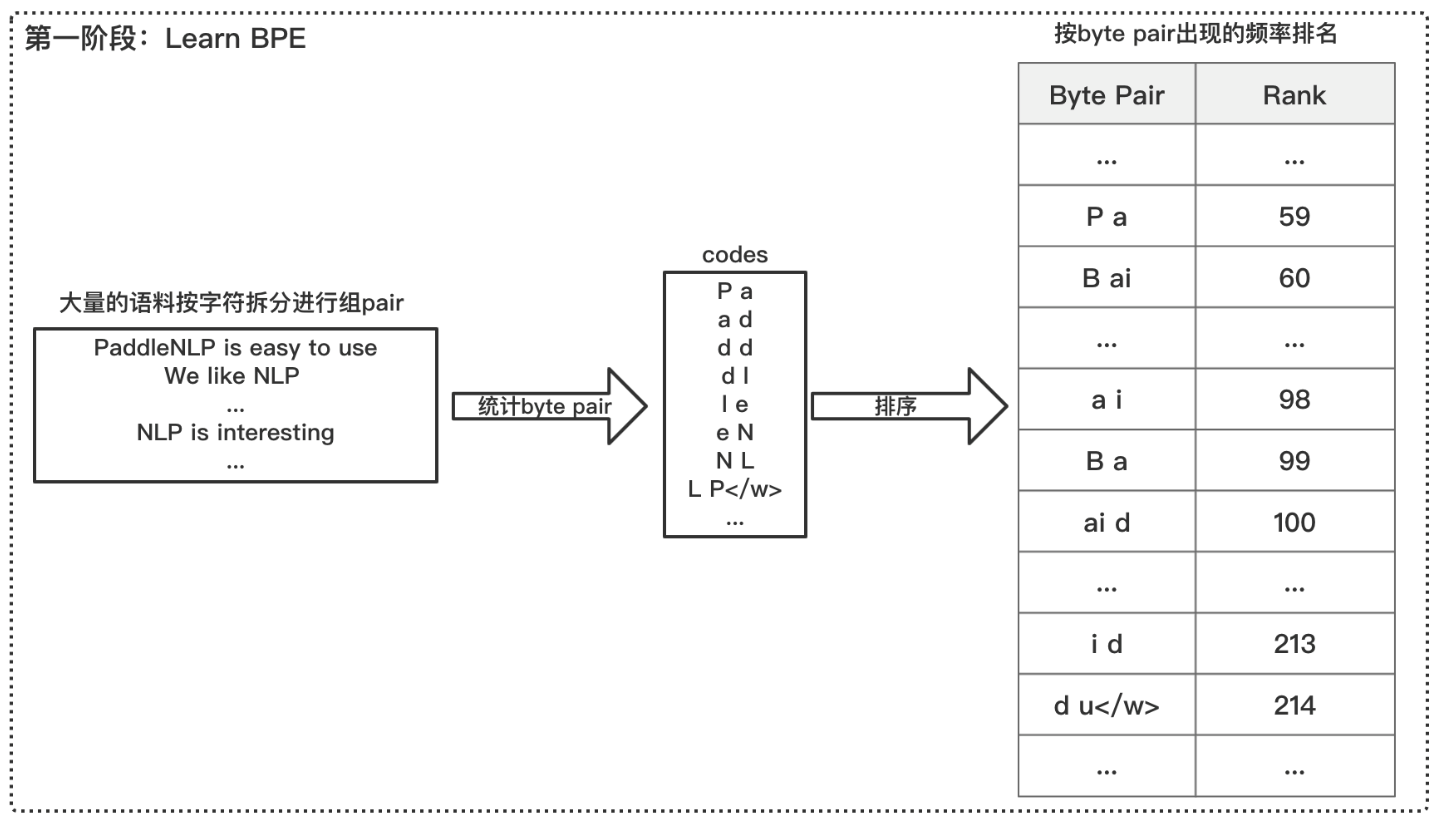 第一阶段：Learn BPE
大量的语料按字符拆分进行组pair
PaddleNLP is easy to use
We like NLP
...
NLP is interesting
...
统计byte pair
codes
P a
a d
d d
d l
l e
e N
N L
L P</w>
...
排序
按byte pair出现的频率排名
Byte Pair Rank
... ...
P a 59
B ai 60
... ...
a i 98
B a 99
ai d 100
... ...
i d 213
d u</w> 214
... ...